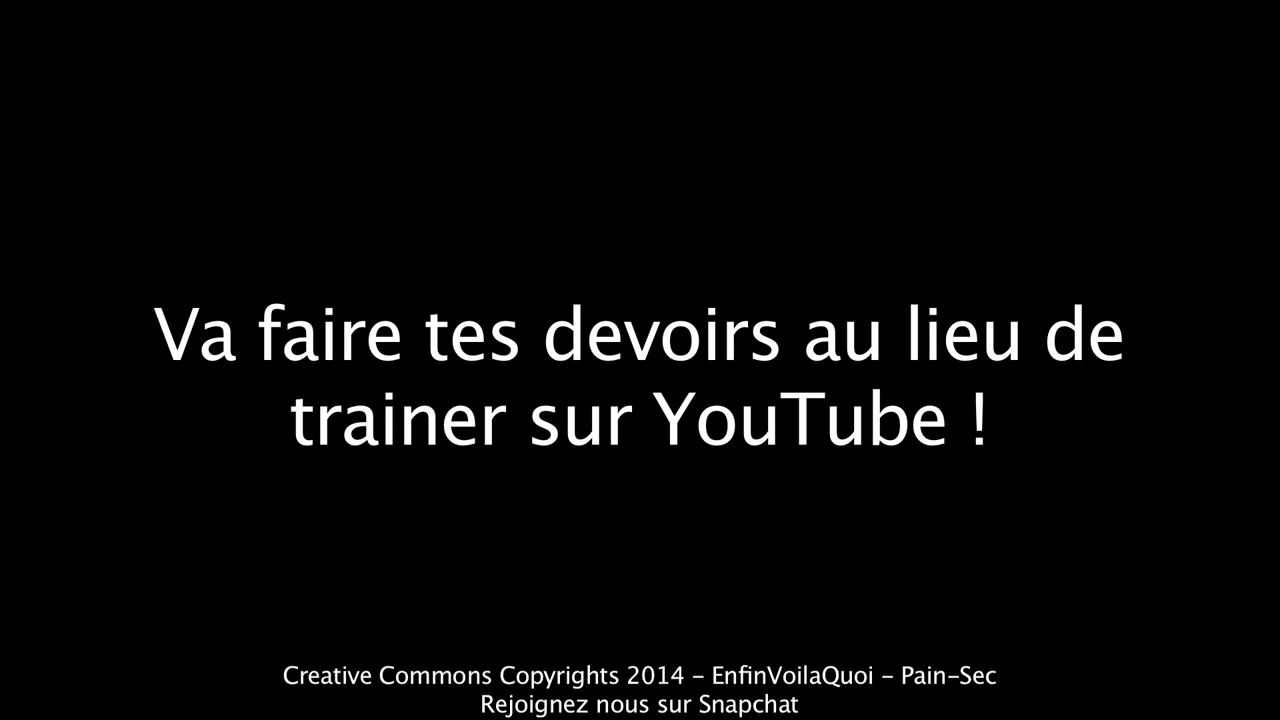 Va faire tes devoirs au lieu de
trainer sur YouTube !
Creative Commons Copyrights 2014 - EnfinVoilaQuoi - Pain-Sec
Rejoignez nous sur Snapchat